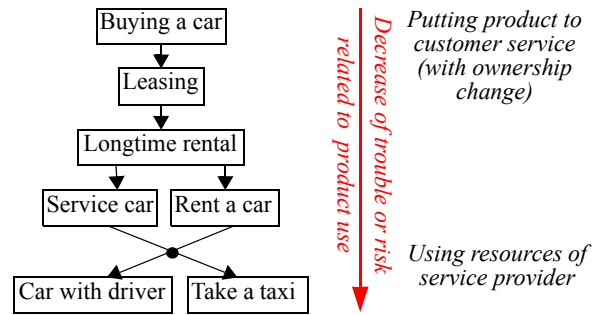 Buying a car
Leasing
Longtime rental
Service car
Rent a car
Car with driver
Take a taxi
Decrease of trouble or risk
related to product use
Putting product to
customer service
(with ownership
change)
Using resources of
service provider